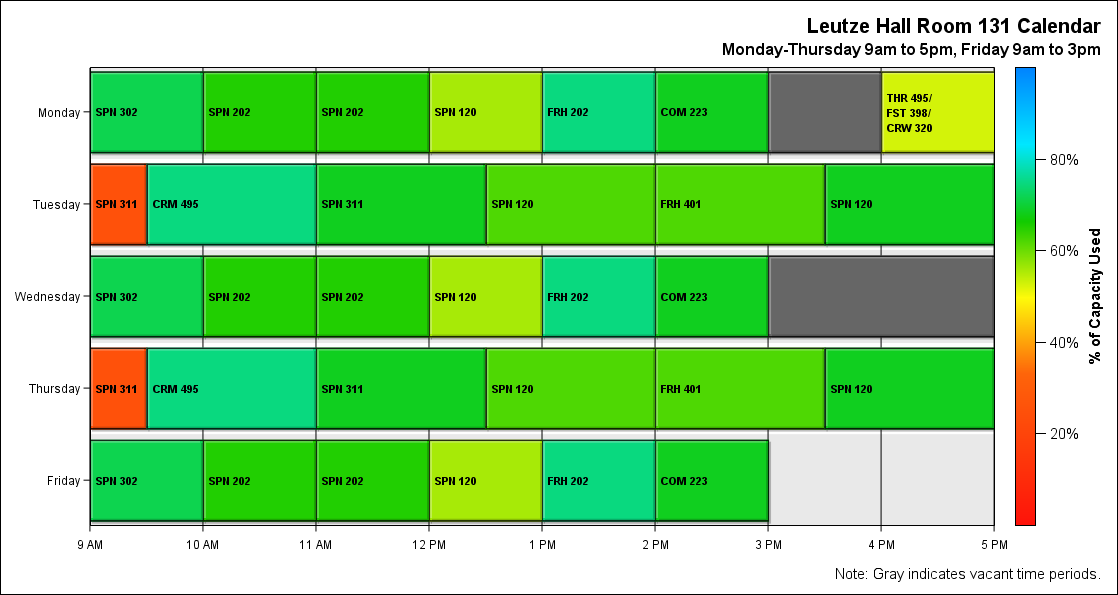 Leutze Hall Room 131 Calendar
Monday-Thursday 9am to 5pm, Friday 9am to 3pm
Monday
SPN 302
SPN 202
SPN 202
SPN 120
FRH 202
COM 223
THR 495/
FST 398/
CRW 320
Tuesday
SPN 311
CRM 495
SPN 311
SPN 120
FRH 401
SPN 120
Wednesday
SPN 302
SPN 202
SPN 202
SPN 120
FRH 202
COM 223
Thursday
SPN 311
CRM 495
SPN 311
SPN 120
FRH 401
SPN 120
Friday
SPN 302
SPN 202
SPN 202
SPN 120
FRH 202
COM 223
9 AM
10 AM
11 AM
12 PM
1 PM
2 PM
3 PM
4 PM
5 PM
80%
60%
40%
20%
% of Capacity Used
Note: Gray indicates vacant time periods.